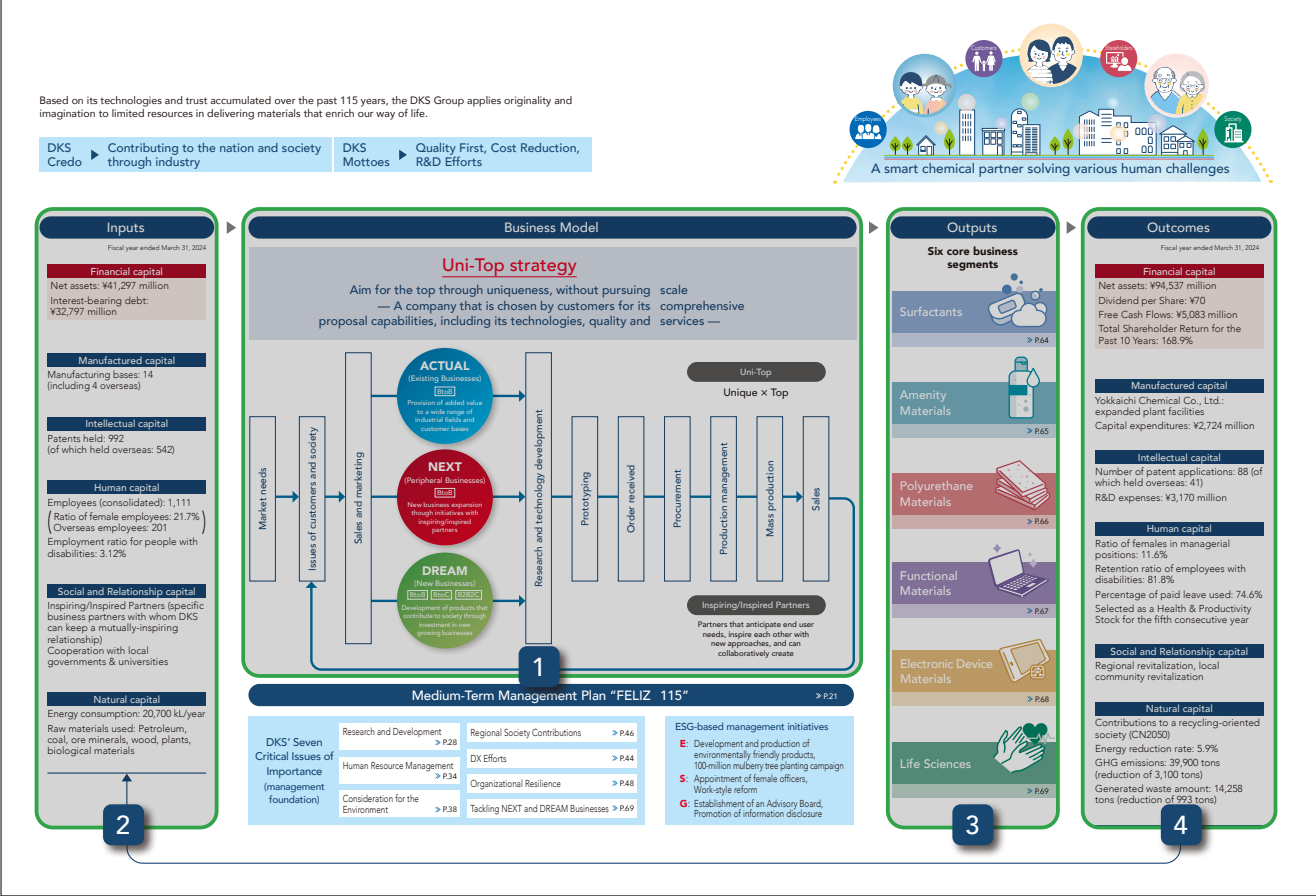 Based on its technologies and trust accumulated over the past 115 years, the DKS Group applies originality and
imagination to limited resources in delivering materials that enrich our way of life.
DKS
Credo
Contributing to the nation and society
through industry
DKS
Mottoes
Quality First, Cost Reduction,
R&D Efforts
Employees
Customers
Shareholders
Society
A smart chemical partner solving various human challenges
Inputs
Fiscal year ended March 31, 2024
Financial capital
Net assets: ¥41,297 million
Interest-bearing debt:
¥32,797 million
Manufactured capital
Manufacturing bases: 14
(including 4 overseas)
Intellectual capital
Patents held: 992
(of which held overseas: 542)
Human capital
Employees (consolidated): 1,111
(Ratio of female employees: 21.7%
Overseas employees: 201)
Employment ratio for people with
disabilities: 3.12%
Social and Relationship capital
Inspiring/Inspired Partners (specific
business partners with whom DKS
can keep a mutually-inspiring
relationship)
Cooperation with local
governments & universities
Natural capital
Energy consumption: 20,700 kL/year
Raw materials used: Petroleum,
coal, ore minerals, wood, plants,
biological materials
2
Business Model
Uni-Top strategy
Aim for the top through uniqueness, without pursuing scale
— A company that is chosen by customers for its comprehensive
proposal capabilities, including its technologies, quality and services —
Market needs
Issues of customers and society
Sales and marketing
ACTUAL
(Existing Businesses)
BtoB
Provision of added value
to a wide range of
industrial fields and
customer bases
NEXT
(Peripheral Businesses)
BtoB
New business expansion
though initiatives with
inspiring/inspired
partners
DREAM
(New Businesses)
BtoB BtoC B2B2C
Development of products that
contribute to society through
investment in new
growing businesses
Research and technology development
Prototyping
Order received
Procurement
Production management
Mass production
Sales
Uni-Top
Unique × Top
Inspiring/Inspired Partners
Partners that anticipate end user
needs, inspire each other with
new approaches, and can
collaboratively create
1
Medium-Term Management Plan “FELIZ 115”
P.21
DKS’ Seven
Critical Issues of
Importance
(management
foundation)
Research and Development
P.28
Human Resource Management
P.34
Consideration for the
Environment P.38
Regional Society Contributions P.46
DX Efforts P.44
Organizational Resilience P.48
Tackling NEXT and DREAM Businesses P.69
ESG-based management initiatives
E: Development and production of
environmentally friendly products,
100-million mulberry tree planting campaign
S: Appointment of female officers,
Work-style reform
G: Establishment of an Advisory Board,
Promotion of information disclosure
Outputs
Six core business
segments
Surfactants
P.64
Amenity
Materials
P.65
Polyurethane
Materials
P.66
Functional
Materials
P.67
Electronic Device
Materials
P.68
Life Sciences
P.69
3
Outcomes
Fiscal year ended March 31, 2024
Financial capital
Net assets: ¥94,537 million
Dividend per Share: ¥70
Free Cash Flows: ¥5,083 million
Total Shareholder Return for the
Past 10 Years: 168.9%
Manufactured capital
Yokkaichi Chemical Co., Ltd.:
expanded plant facilities
Capital expenditures: ¥2,724 million
Intellectual capital
Number of patent applications: 88 (of
which held overseas: 41)
R&D expenses: ¥3,170 million
Human capital
Ratio of females in managerial
positions: 11.6%
Retention ratio of employees with
disabilities: 81.8%
Percentage of paid leave used: 74.6%
Selected as a Health & Productivity
Stock for the fifth consecutive year
Social and Relationship capital
Regional revitalization, local
community revitalization
Natural capital
Contributions to a recycling-oriented
society (CN2050)
Energy reduction rate: 5.9%
GHG emissions: 39,900 tons
(reduction of 3,100 tons)
Generated waste amount: 14,258
tons (reduction of 993 tons)
4